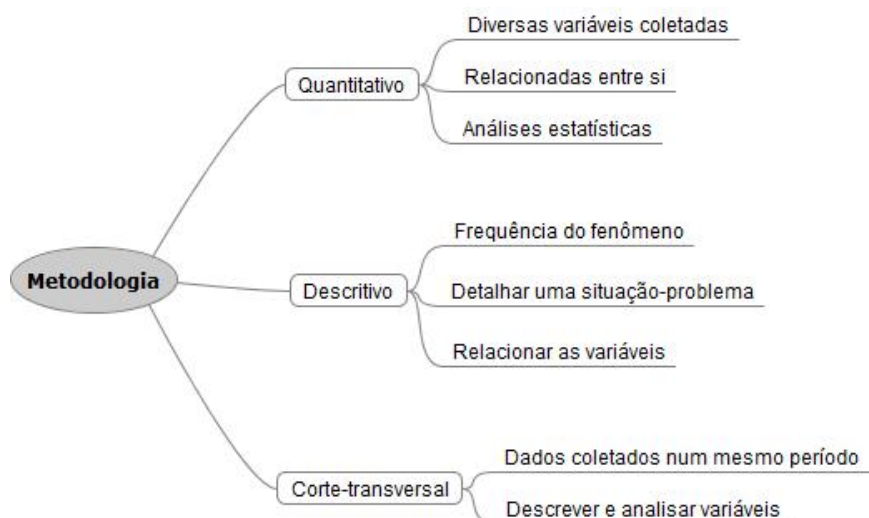 Metodologia
Quantitativo
Diversas variáveis coletadas
Relacionadas entre si
Análises estatísticas
Descritivo
Frequência do fenômeno
Detalhar uma situação-problema
Relacionar as variáveis
Corte-transversal
Dados coletados num mesmo período
Descrever e analisar variáveis